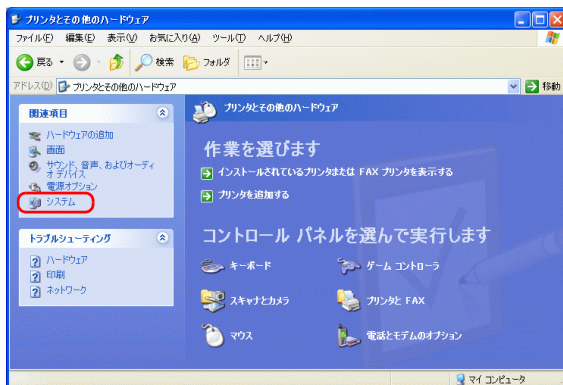 プリンタとその他のハードウェア
ファイル(F) 編集(E) 表示(V) お気に入り(A) ツール(T) ヘルプ(H)
戻る 検索 フォルダ
アドレス(D) プリンタとその他のハードウェア 移動
関連項目
ハードウェアの追加
画面
サウンド、音声、およびオーディ
オ デバイス
電源オプション
システム
トラブルシューティング
ハードウェア
印刷
ネットワーク
プリンタとその他のハードウェア
作業を選びます
インストールされているプリンタまたは FAX プリンタを表示する
プリンタを追加する
コントロール パネルを選んで実行します
キーボード
ゲーム コントローラ
スキャナとカメラ
プリンタと FAX
マウス
電話とモデムのオプション
マイ コンピュータ